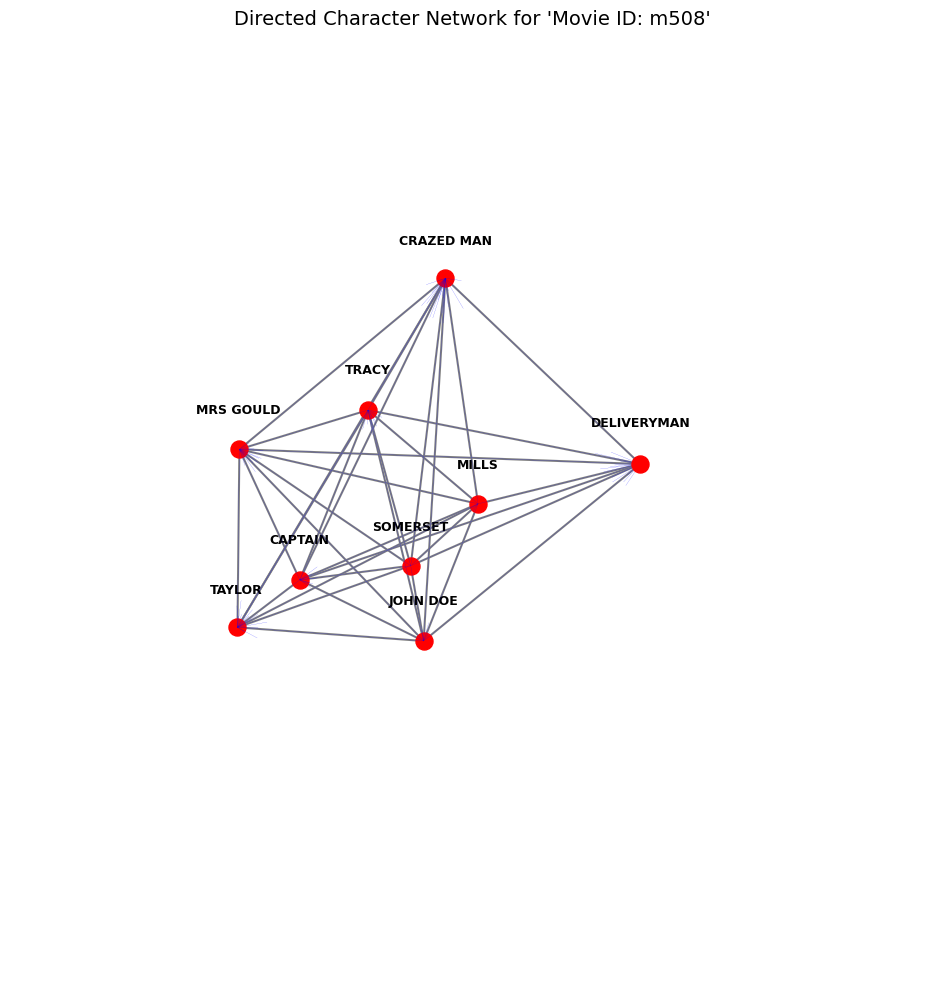 Directed Character Network for 'Movie ID: m508'
CRAZED MAN
TRACY
MRS GOULD
DELIVERYMAN
MILLS
SOMERSET
CAPTAIN
TAYLOR
JOHN DOE